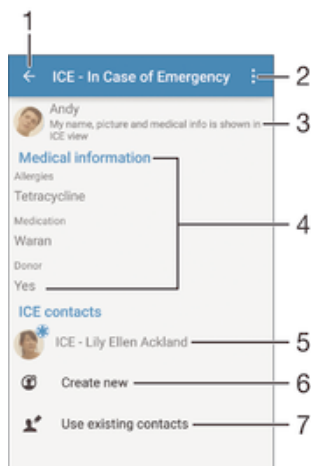 1
ICE - In Case of Emergency
2
Andy
My name, picture and medical info is shown in
ICE view
3
Medical information
Allergies
Tetracycline
Medication
Waran
Donor
Yes
4
ICE contacts
ICE - Lily Ellen Ackland
5
Create new
6
Use existing contacts
7